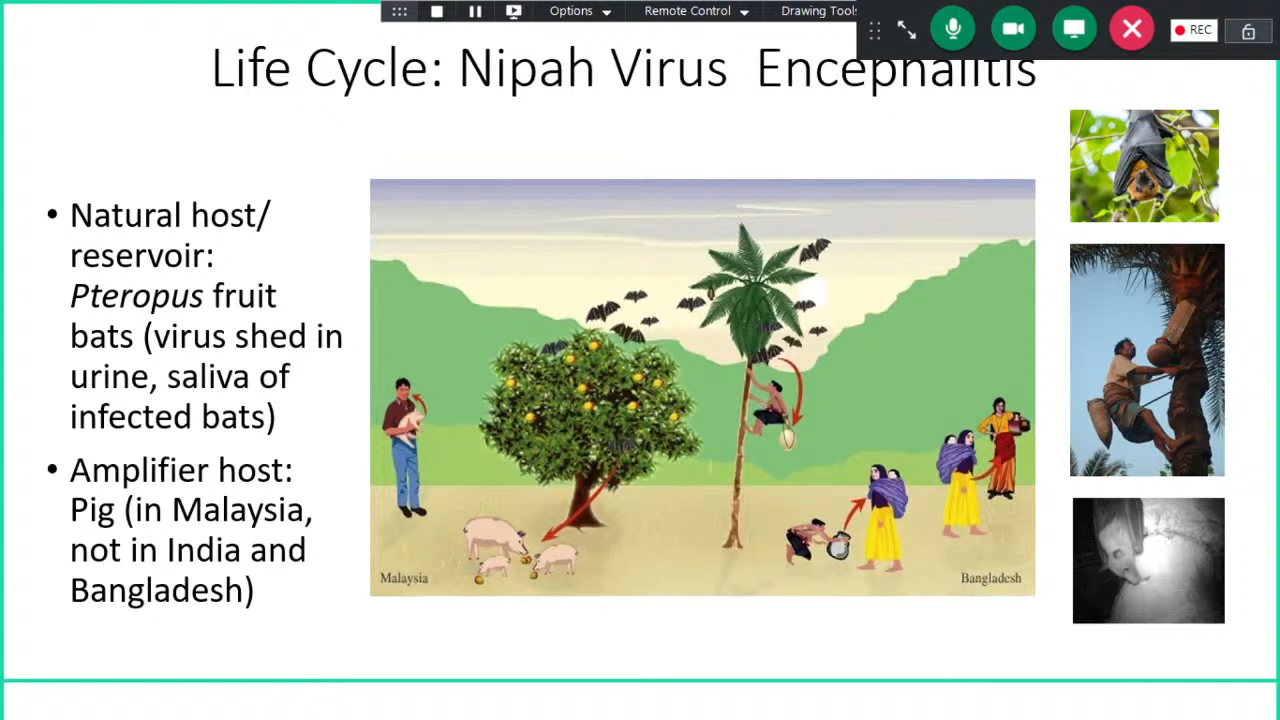 Options
Remote Control
Drawing Tools
REC
Life Cycle: Nipah Virus Encephalitis
• Natural host/
reservoir:
Pteropus fruit
bats (virus shed in
urine, saliva of
infected bats)
• Amplifier host:
Pig (in Malaysia,
not in India and
Bangladesh)
Malaysia
Bangladesh